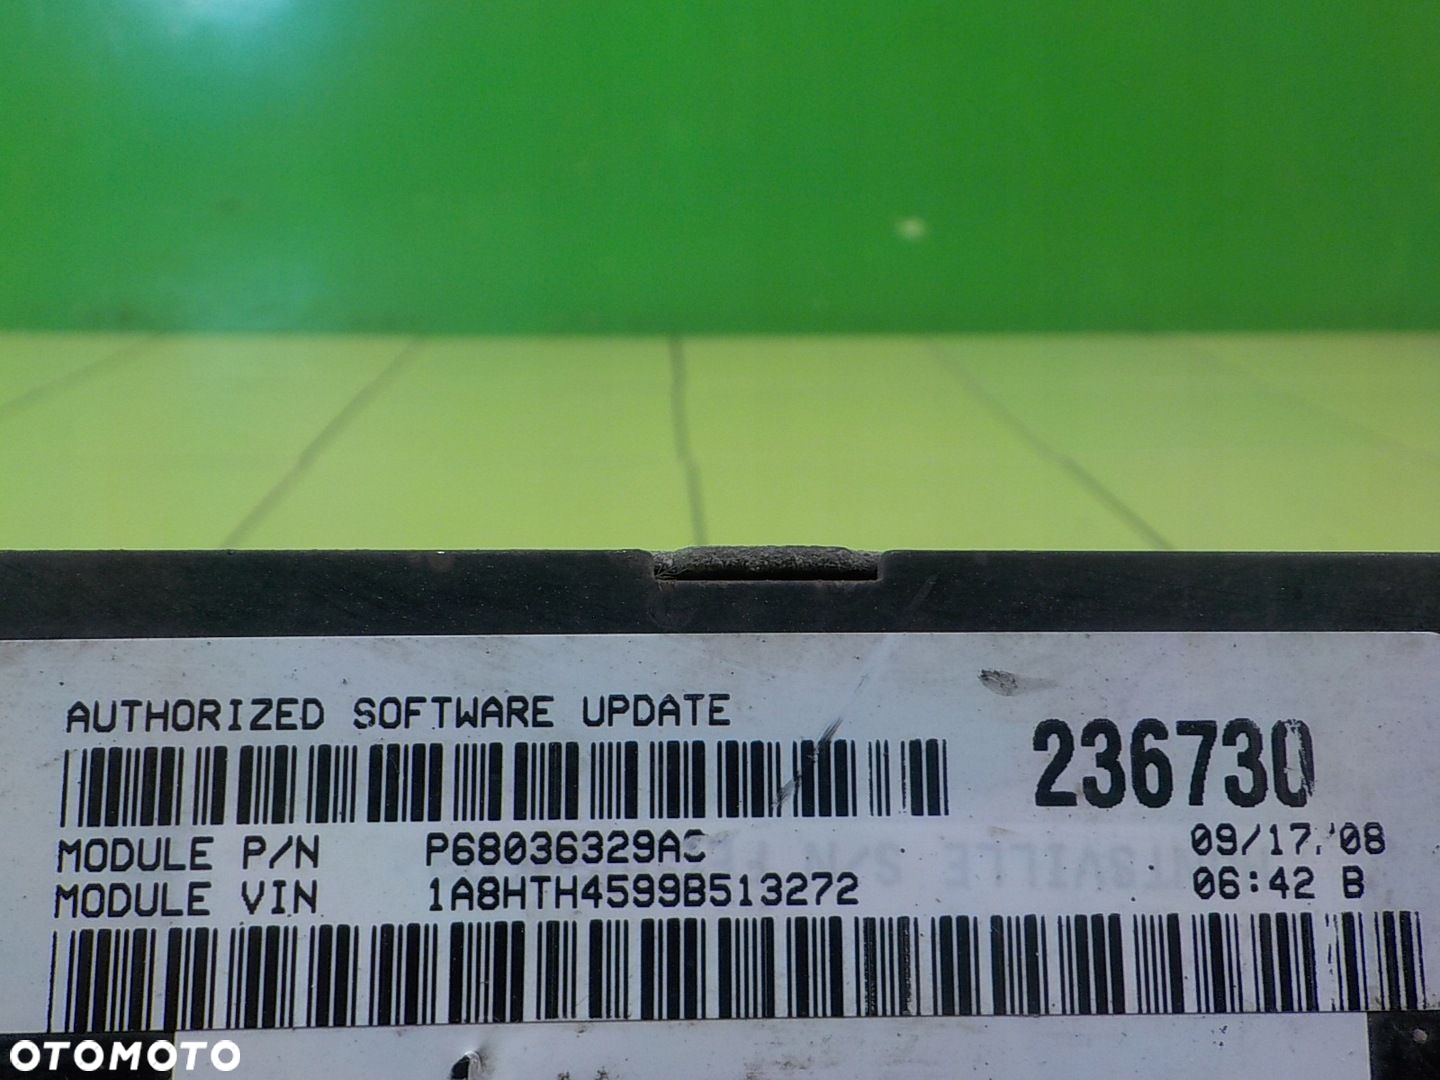 AUTHORIZED SOFTWARE UPDATE
236730
MODULE P/N P68036329AC 09/17/'08
MODULE VIN 1A8HTH4599B513272 06:42 B
OTOMOTO